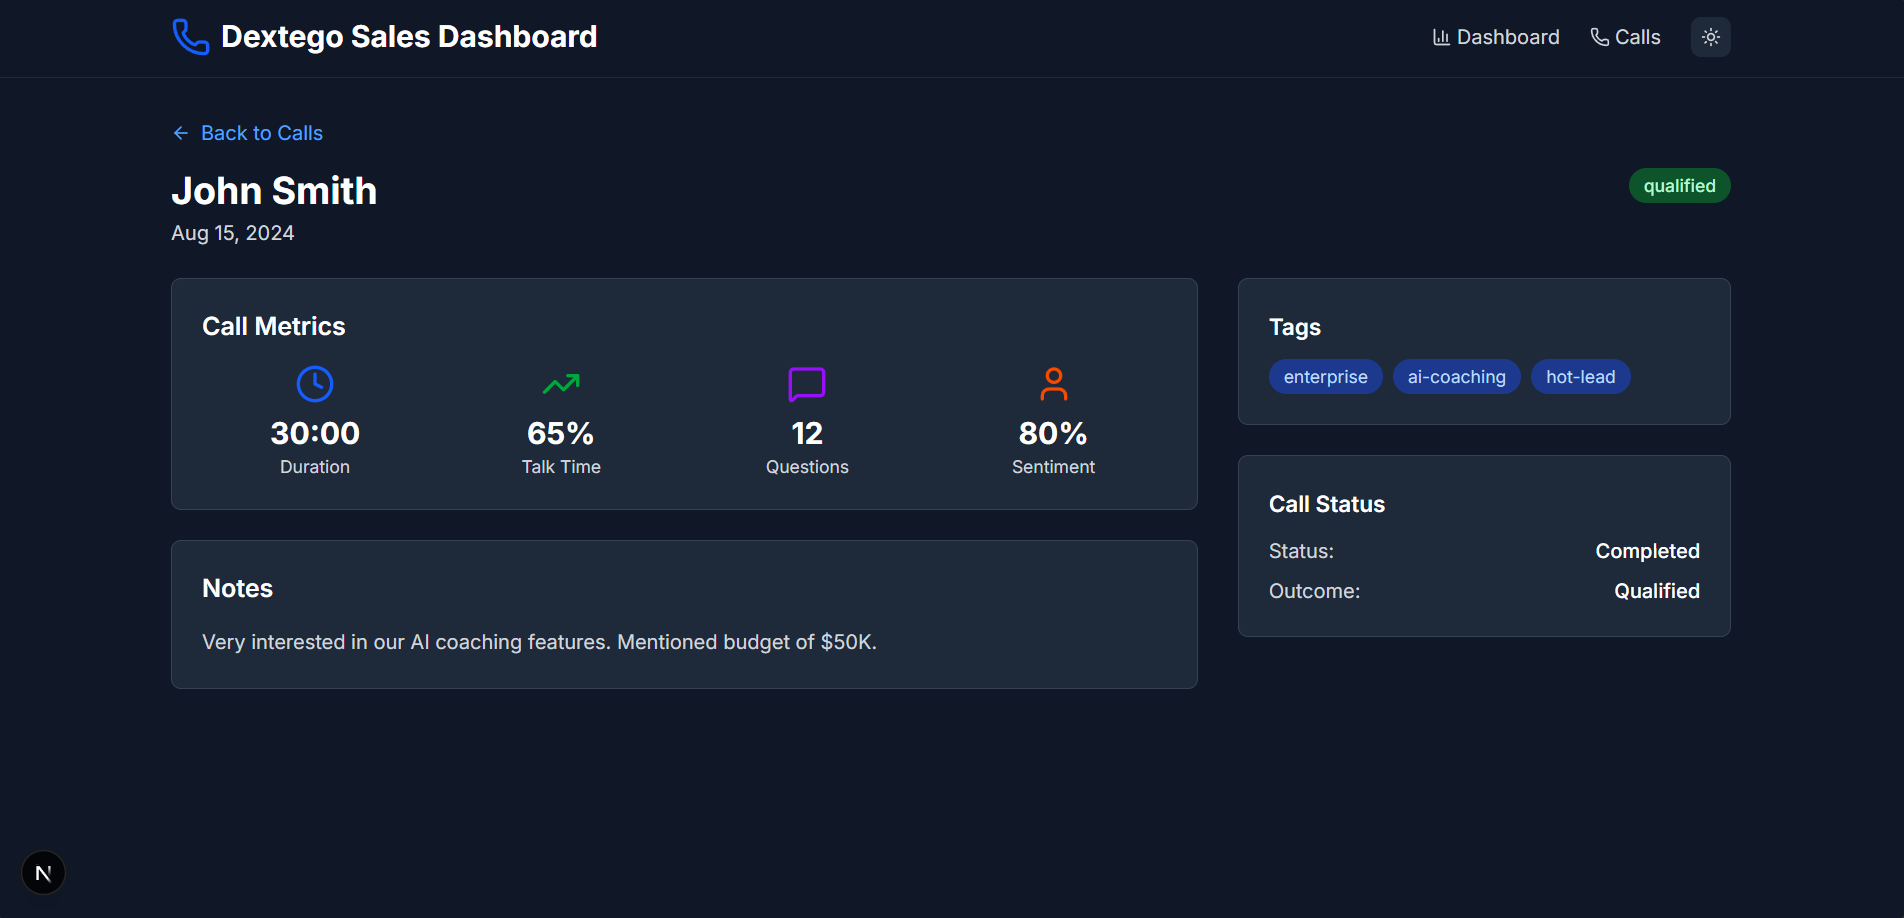 Dextego Sales Dashboard
Dashboard
Calls
Back to Calls
John Smith
qualified
Aug 15, 2024
Call Metrics
30:00
Duration
65%
Talk Time
12
Questions
80%
Sentiment
Notes
Very interested in our AI coaching features. Mentioned budget of $50K.
Tags
enterprise
ai-coaching
hot-lead
Call Status
Status:
Completed
Outcome:
Qualified
N